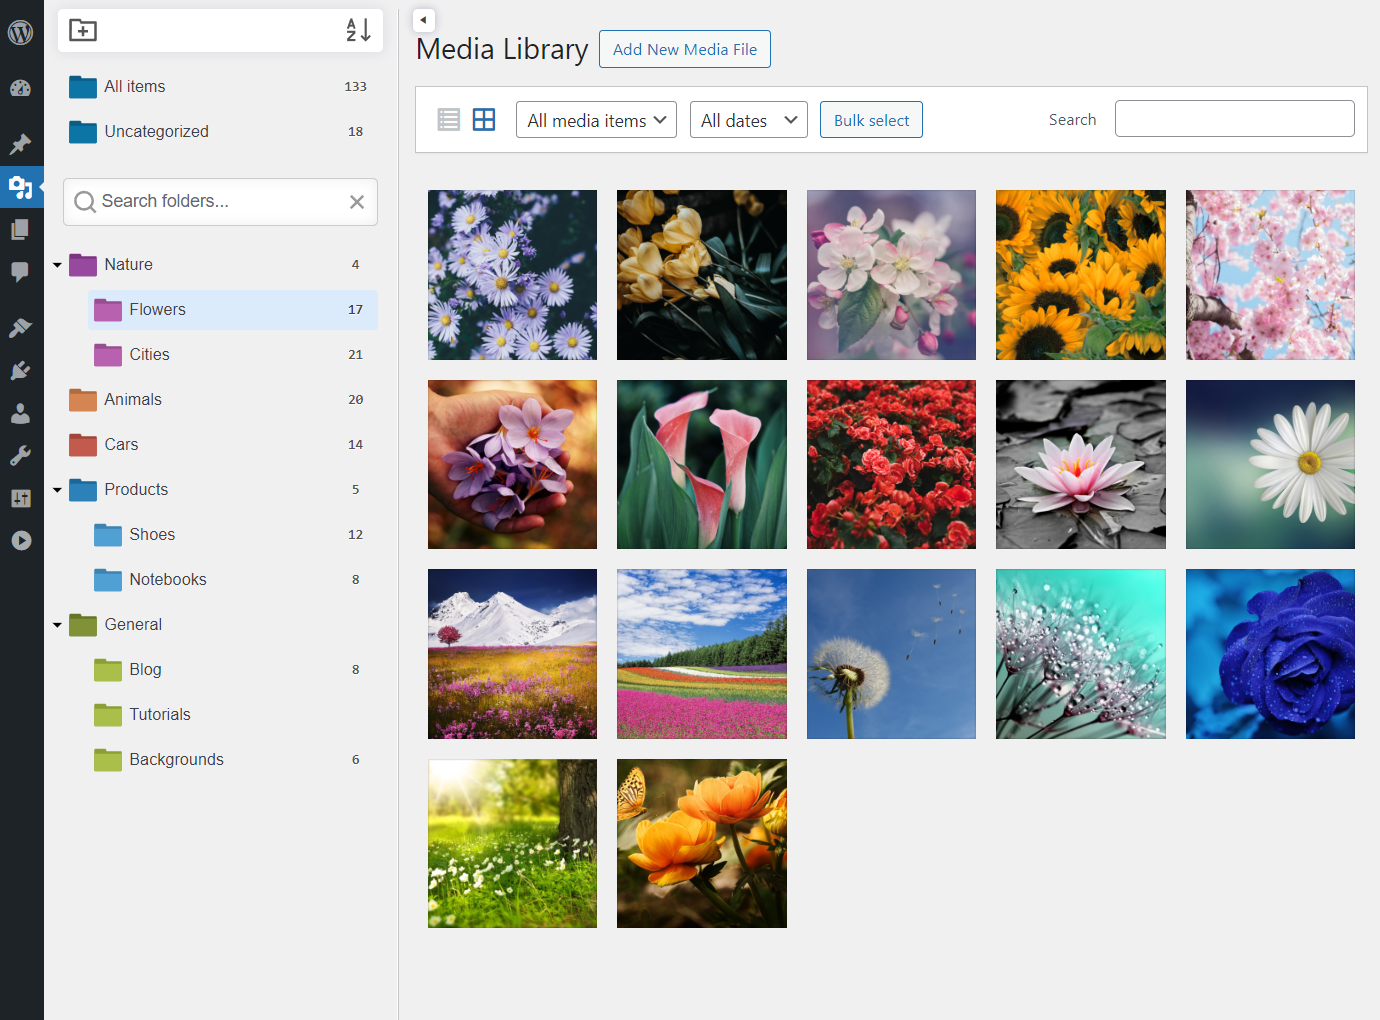 A
Z
All items 133
Uncategorized 18
Search folders...
Nature 4
Flowers 17
Cities 21
Animals 20
Cars 14
Products 5
Shoes 12
Notebooks 8
General
Blog 8
Tutorials
Backgrounds 6
Media Library Add New Media File
All media items All dates Bulk select Search